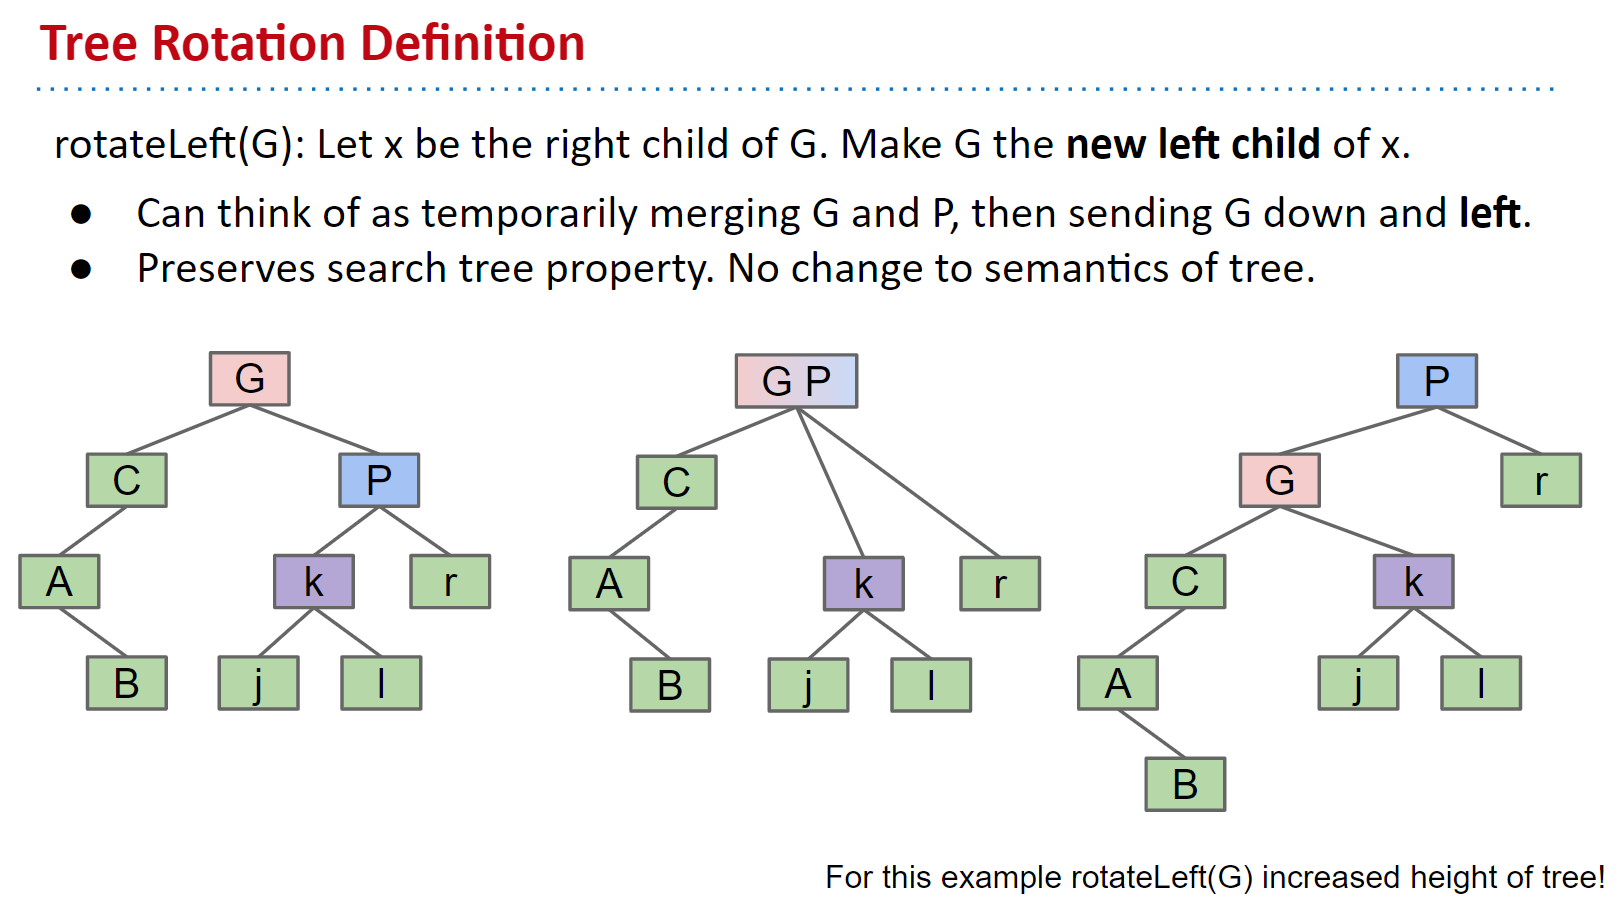 Tree Rotation Definition
rotateLeft(G): Let x be the right child of G. Make G the new left child of x.
● Can think of as temporarily merging G and P, then sending G down and left.
● Preserves search tree property. No change to semantics of tree.
G
C P
A k r
B j l
G P
C
A k r
B j l
P
G r
C k
A j l
B
For this example rotateLeft(G) increased height of tree!